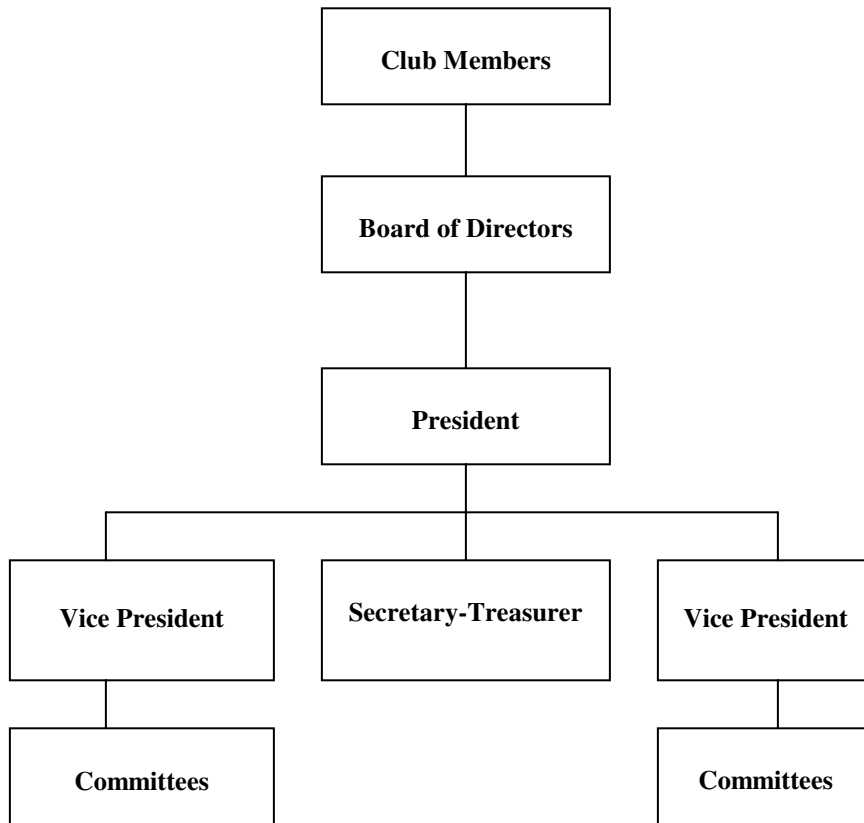 Club Members
Board of Directors
President
Vice President
Secretary-Treasurer
Vice President
Committees
Committees